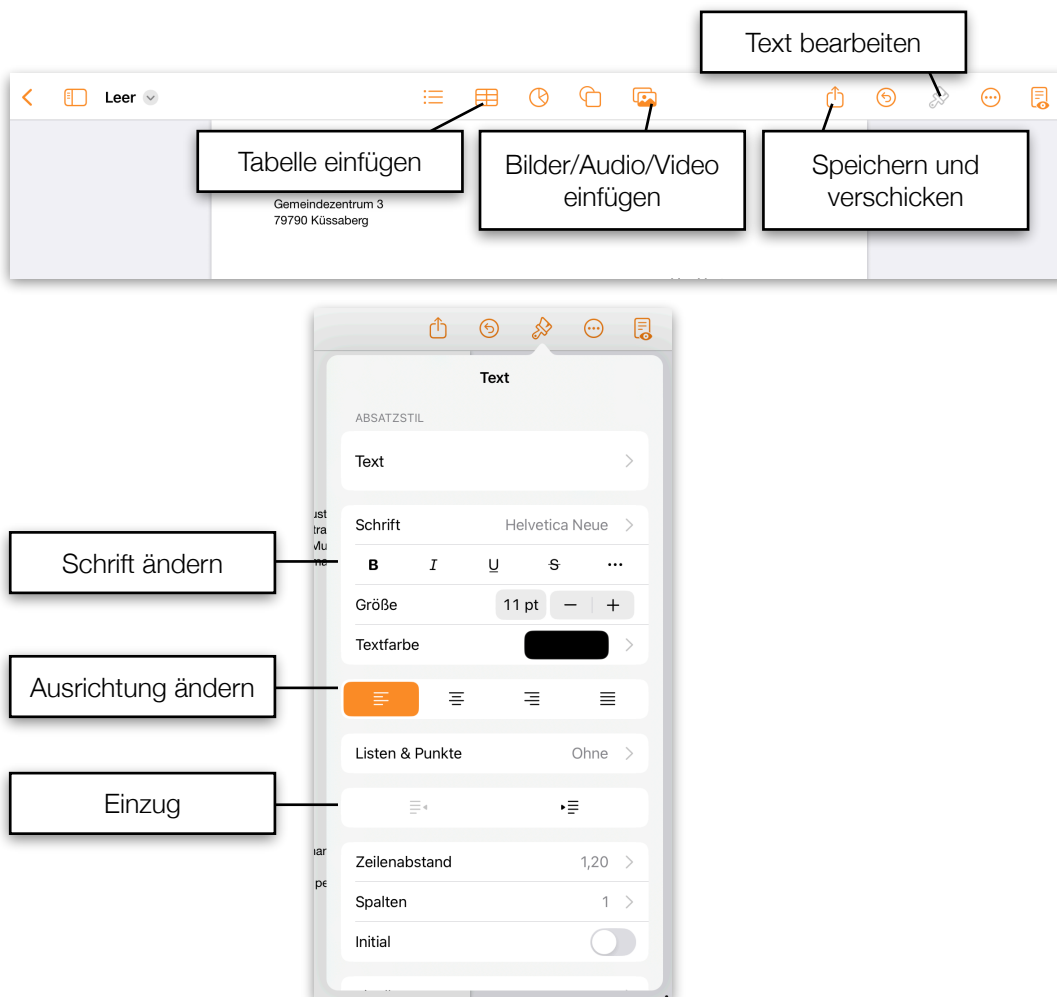 Text bearbeiten
Leer
Tabelle einfügen
Bilder/Audio/Video
einfügen
Speichern und
verschicken
Gemeindezentrum 3
79790 Küssaberg
Text
ABSATZSTIL
Text
Schrift Helvetica Neue
Schrift ändern
B I U S ...
Größe 11 pt − +
Textfarbe
Ausrichtung ändern
Listen & Punkte Ohne
Einzug
Zeilenabstand 1,20
Spalten 1
Initial